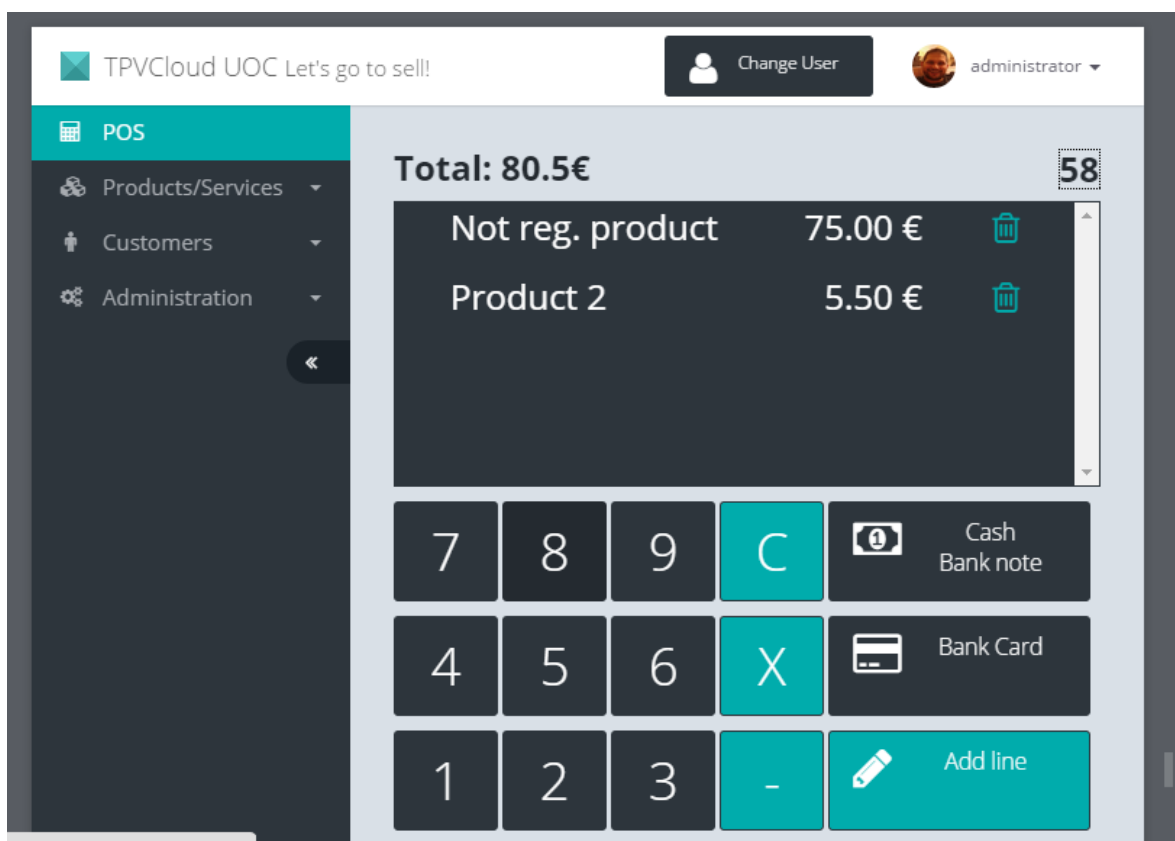 TPVCloud UOC Let's go to sell!
Change User
administrator
POS
Products/Services
Customers
Administration
Total: 80.5€
58
Not reg. product 75.00 €
Product 2 5.50 €
7 8 9 C
Cash
Bank note
4 5 6 X
Bank Card
1 2 3 -
Add line